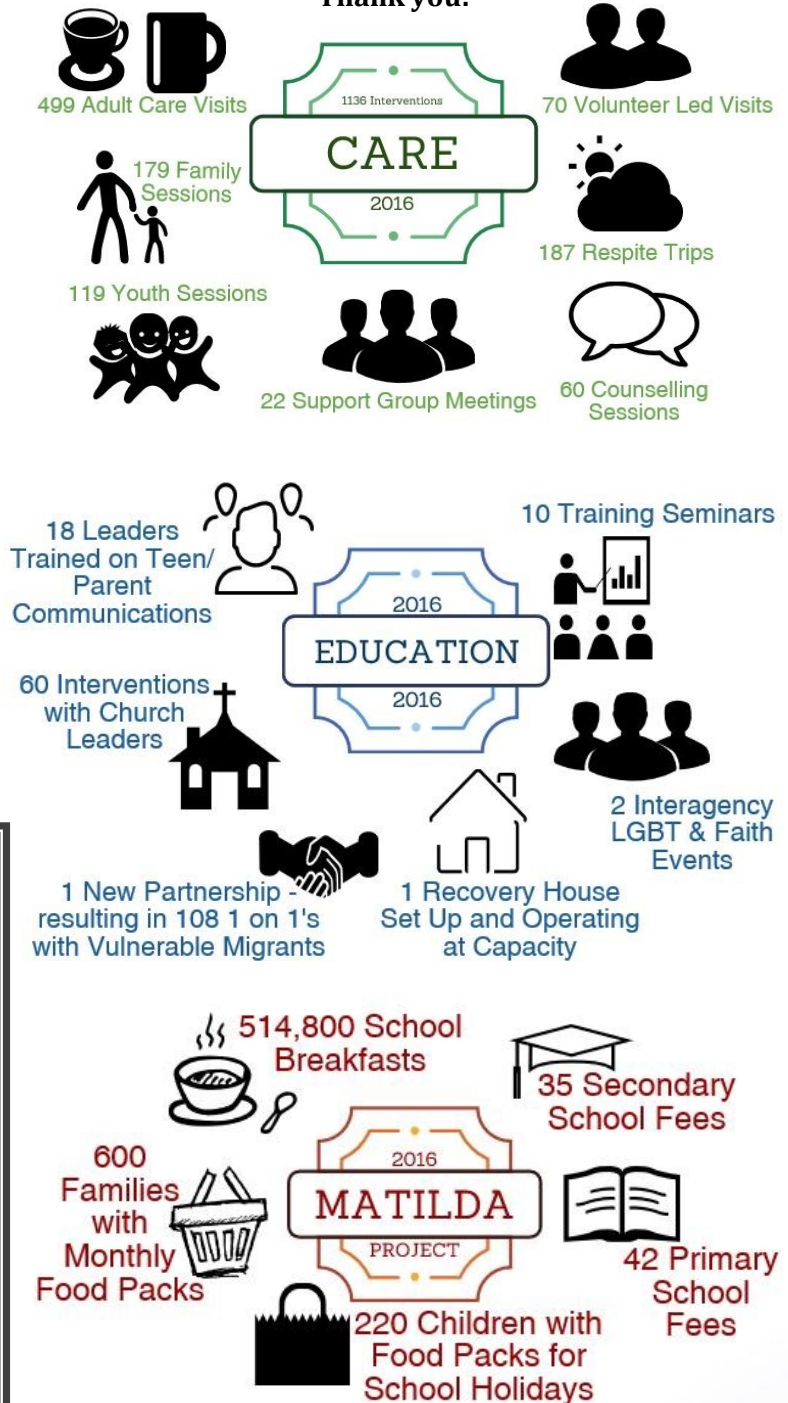 Thank you.
499 Adult Care Visits
1136 Interventions
CARE
2016
70 Volunteer Led Visits
179 Family
Sessions
187 Respite Trips
119 Youth Sessions
22 Support Group Meetings
60 Counselling
Sessions
18 Leaders
Trained on Teen/
Parent
Communications
10 Training Seminars
2016
EDUCATION
2016
60 Interventions
with Church
Leaders
2 Interagency
LGBT & Faith
Events
1 New Partnership -
resulting in 108 1 on 1's
with Vulnerable Migrants
1 Recovery House
Set Up and Operating
at Capacity
514,800 School
Breakfasts
35 Secondary
School Fees
600
Families
with
Monthly
Food Packs
2016
MATILDA
PROJECT
42 Primary
School
Fees
220 Children with
Food Packs for
School Holidays